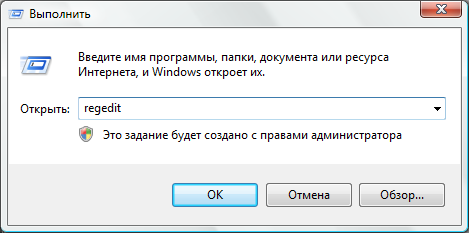 Выполнить
Введите имя программы, папки, документа или ресурса
Интернета, и Windows откроет их.
Открыть: regedit
Это задание будет создано с правами администратора
OK Отмена Обзор...